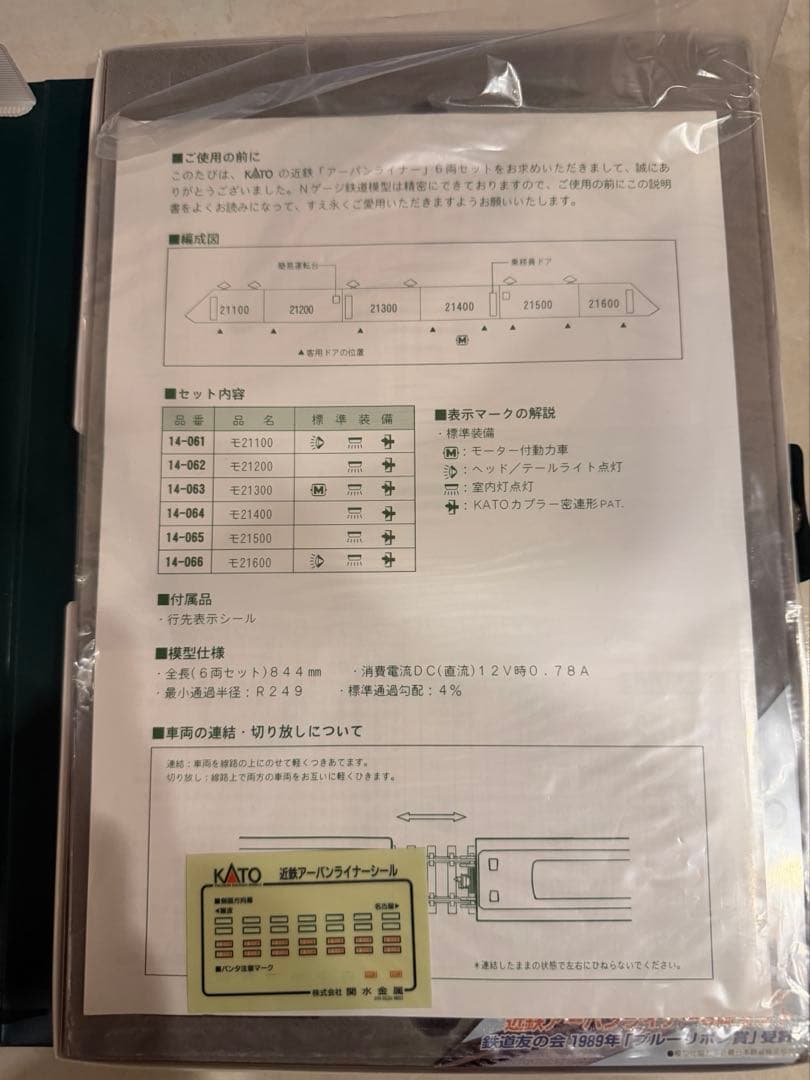 ■ご使用の前に
このたびは、KATOの近鉄「アーバンライナー」6両セットをお求めいただきまして、誠にあ
りがとうございました。Nゲージ鉄道模型は精密にできておりますので、ご使用の前にこの説明
書をよくお読みになって、すえ永くご愛用いただきますようお願いいたします。
■編成図
簡易運転台
乗務員ドア
21100 21200 21300 21400 21500 21600
M
▲客用ドアの位置
■セット内容
品番 品名 標準装備
14-061 モ21100
14-062 モ21200
14-063 モ21300 M
14-064 モ21400
14-065 モ21500
14-066 モ21600
■表示マークの解説
・標準装備
M：モーター付動力車
：ヘッド／テールライト点灯
：室内灯点灯
：KATOカプラー密連形PAT.
■付属品
・行先表示シール
■模型仕様
・全長(6両セット)844mm ・消費電流DC(直流)12V時0.78A
・最小通過半径：R249 ・標準通過勾配：4%
■車両の連結・切り放しについて
連結：車両を線路の上にのせて軽くつきあてます。
切り放し：線路上で両方の車両をお互いに軽くひきます。
＊連結したままの状態で左右にひねらないでください。
KATO 近鉄アーバンライナーシール
■側面方向幕
◀難波 名古屋▶
■パンタ注意マーク
株式会社 関水金属
近鉄アーバンライナー
鉄道友の会1989年「ブルーリボン賞」受賞